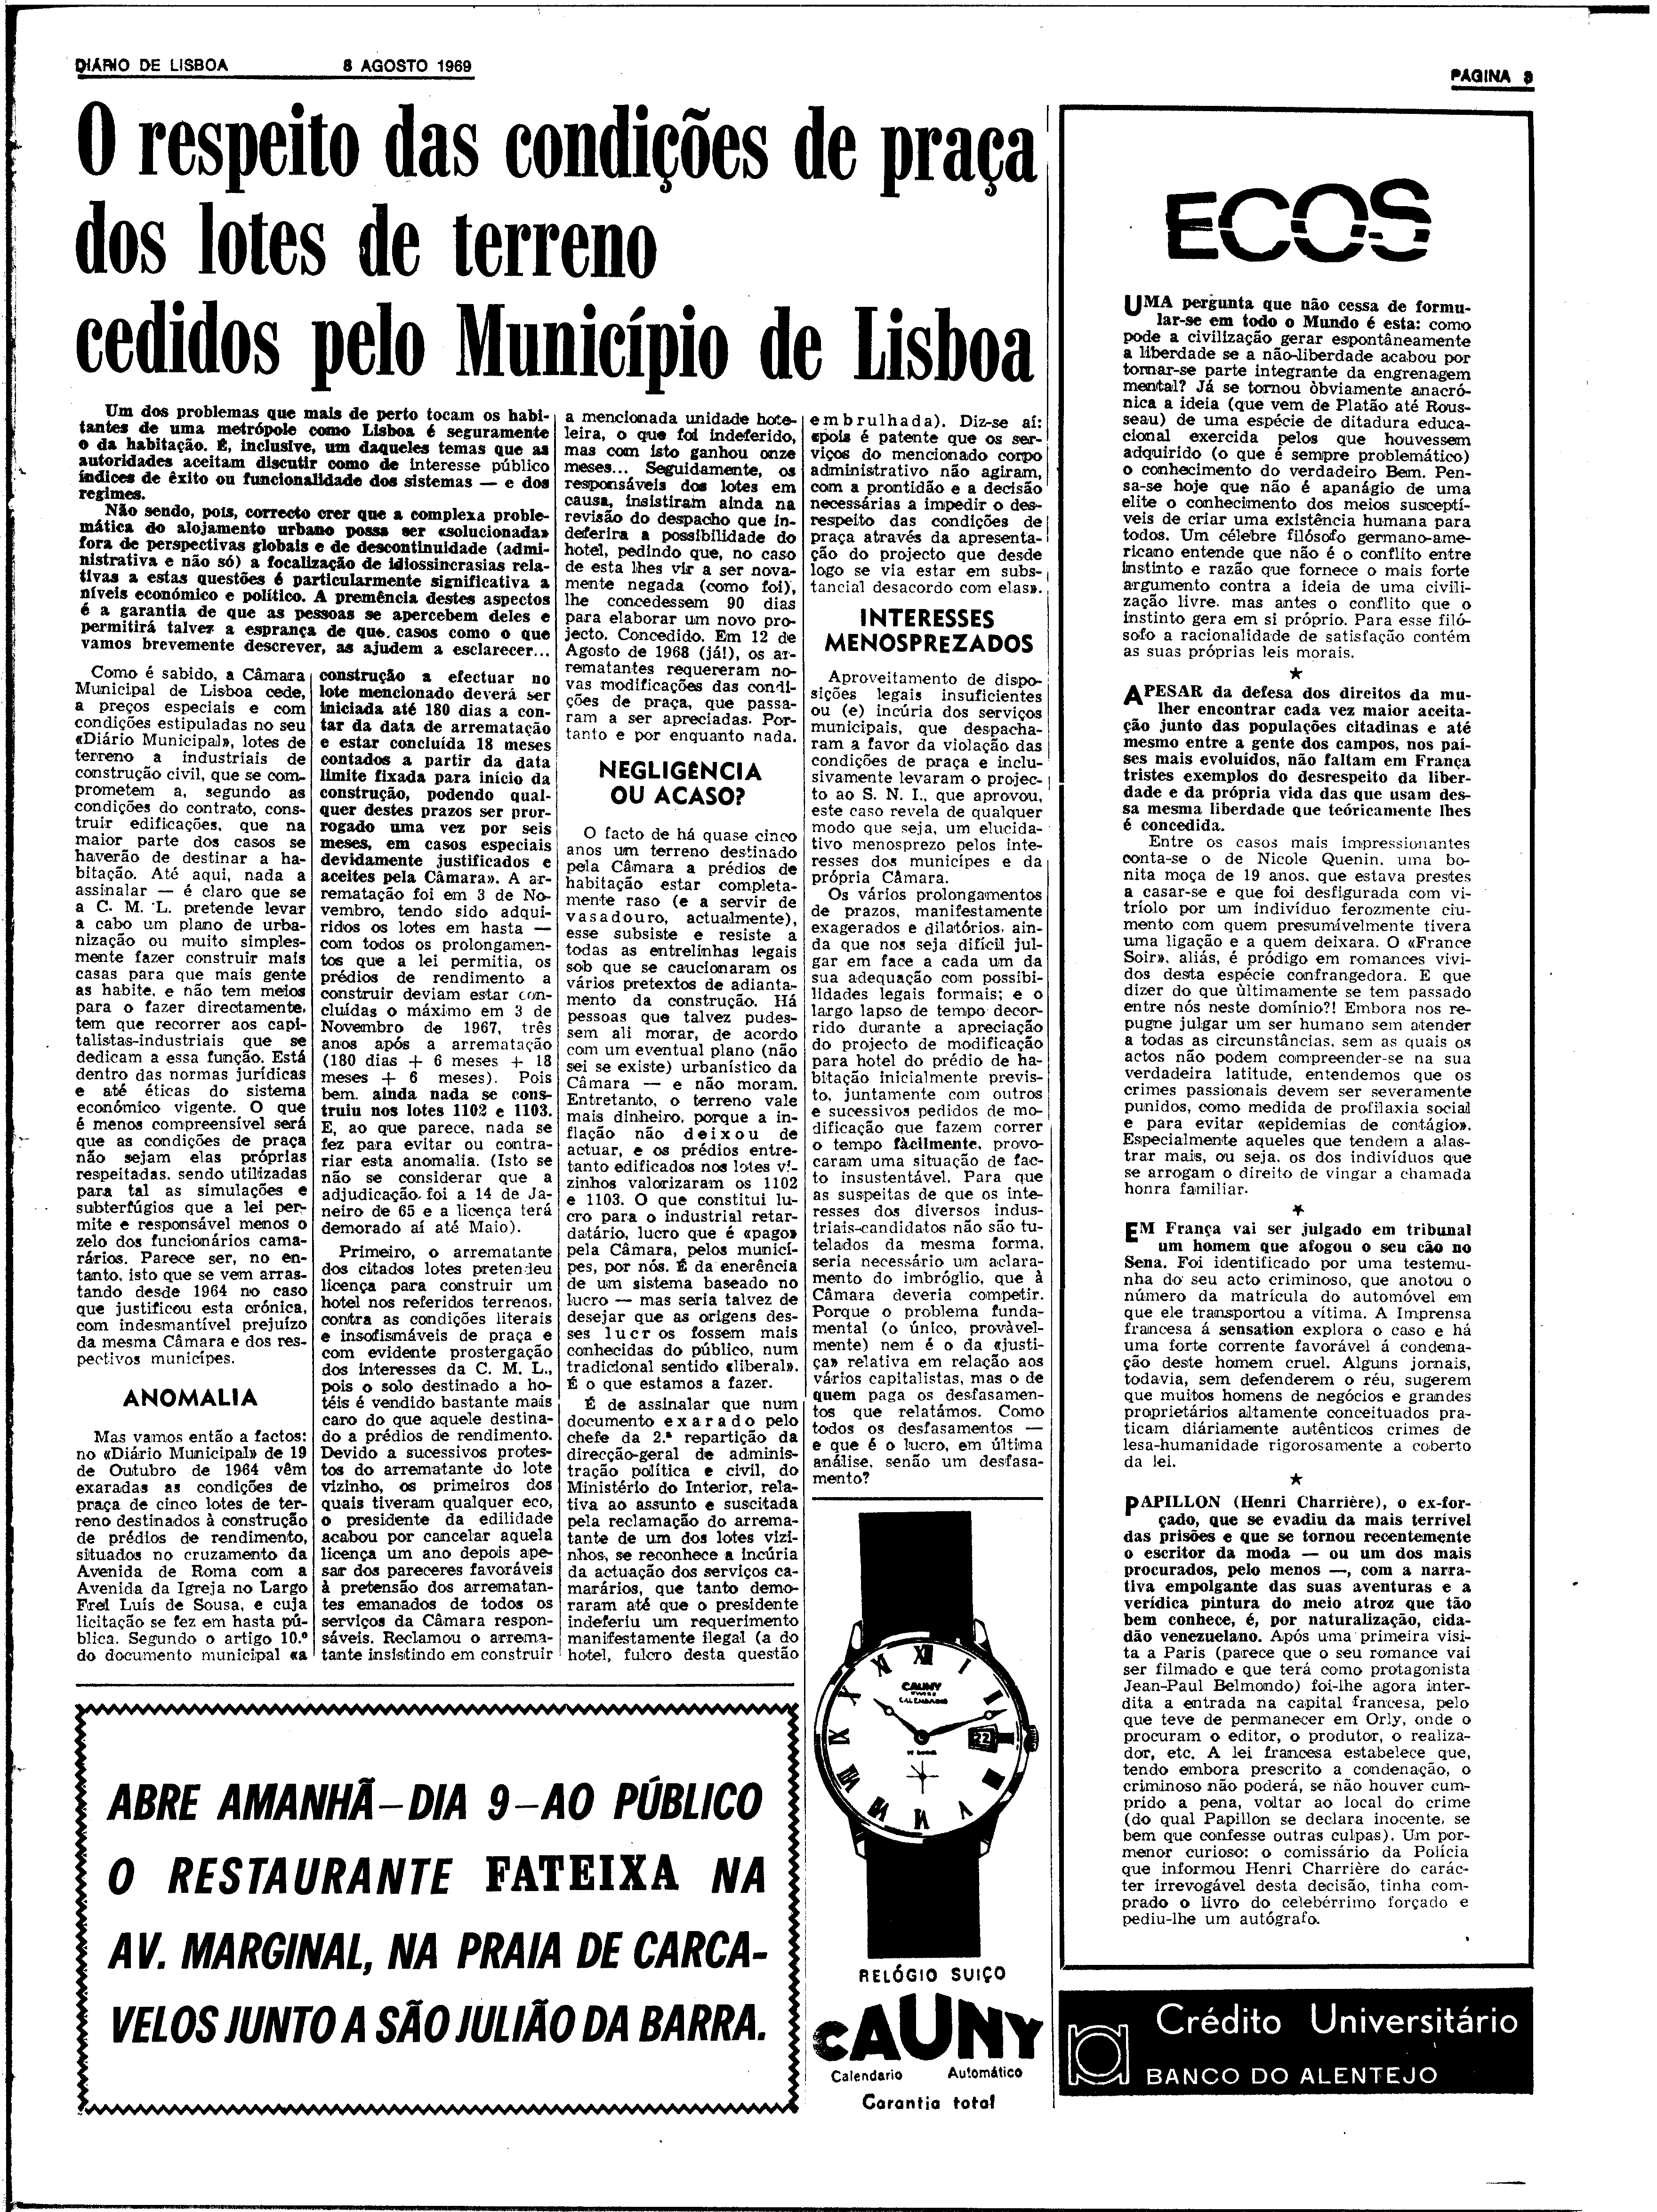 DIÁRIO DE LISBOA 8 AGOSTO 1969
PÁGINA 3
O respeito das condições de praça
dos lotes de terreno
cedidos pelo Município de Lisboa
Um dos problemas que mais de perto tocam os habi-
tantes de uma metrópole como Lisboa é seguramente
o da habitação. É, inclusive, um daqueles temas que as
autoridades aceitam discutir como de interesse público
índices de êxito ou funcionalidade dos sistemas — e dos
regimes.
Não sendo, pois, correcto crer que a complexa proble-
mática do alojamento urbano possa ser «solucionada»
fora de perspectivas globais e de descontinuidade (admi-
nistrativa e não só) a focalização de idiossincrasias rela-
tivas a estas questões é particularmente significativa a
níveis económico e político. A premência destes aspectos
é a garantia de que as pessoas se apercebem deles e
permitirá talvez a esprança de que, casos como o que
vamos brevemente descrever, as ajudem a esclarecer...
Como é sabido, a Câmara
Municipal de Lisboa cede,
a preços especiais e com
condições estipuladas no seu
«Diário Municipal», lotes de
terreno a industriais de
construção civil, que se com-
prometem a, segundo as
condições do contrato, cons-
truir edificações, que na
maior parte dos casos se
haverão de destinar a ha-
bitação. Até aqui, nada a
assinalar — é claro que se
a C. M. L. pretende levar
a cabo um plano de urba-
nização ou muito simples-
mente fazer construir mais
casas para que mais gente
as habite, e não tem meios
para o fazer directamente,
tem que recorrer aos capi-
talistas-industriais que se
dedicam a essa função. Está
dentro das normas jurídicas
e até éticas do sistema
económico vigente. O que
é menos compreensível será
que as condições de praça
não sejam elas próprias
respeitadas, sendo utilizadas
para tal as simulações e
subterfúgios que a lei per-
mite e responsável menos o
zelo dos funcionários cama-
rários. Parece ser, no en-
tanto, isto que se vem arras-
tando desde 1964 no caso
que justificou esta crónica,
com indesmantível prejuízo
da mesma Câmara e dos res-
pectivos munícipes.
ANOMALIA
Mas vamos então a factos:
no «Diário Municipal» de 19
de Outubro de 1964 vêm
exaradas as condições de
praça de cinco lotes de ter-
reno destinados à construção
de prédios de rendimento,
situados no cruzamento da
Avenida de Roma com a
Avenida da Igreja no Largo
Frei Luís de Sousa, e cuja
licitação se fez em hasta pú-
blica. Segundo o artigo 10.º
do documento municipal «a
construção a efectuar no
lote mencionado deverá ser
iniciada até 180 dias a con-
tar da data de arrematação
e estar concluída 18 meses
contados a partir da data
limite fixada para início da
construção, podendo qual-
quer destes prazos ser pror-
rogado uma vez por seis
meses, em casos especiais
devidamente justificados e
aceites pela Câmara». A ar-
rematação foi em 3 de No-
vembro, tendo sido adqui-
ridos os lotes em hasta —
com todos os prolongamen-
tos que a lei permitia, os
prédios de rendimento a
construir deviam estar con-
cluídas o máximo em 3 de
Novembro de 1967, três
anos após a arrematação
(180 dias + 6 meses + 18
meses + 6 meses). Pois
bem, ainda nada se cons-
truiu nos lotes 1102 e 1103.
E, ao que parece, nada se
fez para evitar ou contra-
riar esta anomalia. (Isto se
não se considerar que a
adjudicação foi a 14 de Ja-
neiro de 65 e a licença terá
demorado aí até Maio).
Primeiro, o arrematante
dos citados lotes pretendeu
licença para construir um
hotel nos referidos terrenos,
contra as condições literais
e insofismáveis de praça e
com evidente prostergação
dos interesses da C. M. L.,
pois o solo destinado a ho-
téis é vendido bastante mais
caro do que aquele destina-
do a prédios de rendimento.
Devido a sucessivos protes-
tos do arrematante do lote
vizinho, os primeiros dos
quais tiveram qualquer eco,
o presidente da edilidade
acabou por cancelar aquela
licença um ano depois ape-
sar dos pareceres favoráveis
à pretensão dos arrematan-
tes emanados de todos os
serviços da Câmara respon-
sáveis. Reclamou o arrema-
tante insistindo em construir
a mencionada unidade hote-
leira, o que foi indeferido,
mas com isto ganhou onze
meses... Seguidamente, os
responsáveis dos lotes em
causa, insistiram ainda na
revisão do despacho que in-
deferira a possibilidade do
hotel, pedindo que, no caso
de esta lhes vir a ser nova-
mente negada (como foi),
lhe concedessem 90 dias
para elaborar um novo pro-
jecto. Concedido. Em 12 de
Agosto de 1968 (já!), os ar-
rematantes requereram no-
vas modificações das condi-
ções de praça, que passa-
ram a ser apreciadas. Por-
tanto e por enquanto nada.
NEGLIGÊNCIA
OU ACASO?
O facto de há quase cinco
anos um terreno destinado
pela Câmara a prédios de
habitação estar completa-
mente raso (e a servir de
vasadouro, actualmente),
esse subsiste e resiste a
todas as entrelinhas legais
sob que se caucionaram os
vários pretextos de adianta-
mento da construção. Há
pessoas que talvez pudes-
sem ali morar, de acordo
com um eventual plano (não
sei se existe) urbanístico da
Câmara — e não moram.
Entretanto, o terreno vale
mais dinheiro, porque a in-
flação não deixou de
actuar, e os prédios entre-
tanto edificados nos lotes vi-
zinhos valorizaram os 1102
e 1103. O que constitui lu-
cro para o industrial retar-
datário, lucro que é «pago»
pela Câmara, pelos muníci-
pes, por nós. É da enerência
de um sistema baseado no
lucro — mas seria talvez de
desejar que as origens des-
ses lucros fossem mais
conhecidas do público, num
tradicional sentido «liberal».
É o que estamos a fazer.
É de assinalar que num
documento exarado pelo
chefe da 2.ª repartição da
direcção-geral de adminis-
tração política e civil, do
Ministério do Interior, rela-
tiva ao assunto e suscitada
pela reclamação do arrema-
tante de um dos lotes vizi-
nhos, se reconhece a incúria
da actuação dos serviços ca-
marários, que tanto demo-
raram até que o presidente
indeferiu um requerimento
manifestamente ilegal (a do
hotel, fulcro desta questão
embrulhada). Diz-se aí:
«pois é patente que os ser-
viços do mencionado corpo
administrativo não agiram,
com a prontidão e a decisão
necessárias a impedir o des-
respeito das condições de
praça através da apresenta-
ção do projecto que desde
logo se via estar em subs-
tancial desacordo com elas».
INTERESSES
MENOSPREZADOS
Aproveitamento de dispo-
sições legais insuficientes
ou (e) incúria dos serviços
municipais, que despacha-
ram a favor da violação das
condições de praça e inclu-
sivamente levaram o projec-
to ao S. N. I., que aprovou,
este caso revela de qualquer
modo que seja, um elucida-
tivo menosprezo pelos inte-
resses dos munícipes e da
própria Câmara.
Os vários prolongamentos
de prazos, manifestamente
exagerados e dilatórios, ain-
da que nos seja difícil jul-
gar em face a cada um da
sua adequação com possibi-
lidades legais formais; e o
largo lapso de tempo decor-
rido durante a apreciação
do projecto de modificação
para hotel do prédio de ha-
bitação inicialmente previs-
to, juntamente com outros
e sucessivos pedidos de mo-
dificação que fazem correr
o tempo fàcilmente, provo-
caram uma situação de fac-
to insustentável. Para que
as suspeitas de que os inte-
resses dos diversos indus-
triais-candidatos não são tu-
telados da mesma forma,
seria necessário um aclara-
mento do imbróglio, que à
Câmara deveria competir.
Porque o problema funda-
mental (o único, provàvel-
mente) nem é o da «justi-
ça» relativa em relação aos
vários capitalistas, mas o de
quem paga os desfasamen-
tos que relatámos. Como
todos os desfasamentos —
e que é o lucro, em última
análise, senão um desfasa-
mento?
ECOS
UMA pergunta que não cessa de formu-
lar-se em todo o Mundo é esta: como
pode a civilização gerar espontâneamente
a liberdade se a não-liberdade acabou por
tornar-se parte integrante da engrenagem
mental? Já se tornou òbviamente anacró-
nica a ideia (que vem de Platão até Rous-
seau) de uma espécie de ditadura educa-
cional exercida pelos que houvessem
adquirido (o que é sempre problemático)
o conhecimento do verdadeiro Bem. Pen-
sa-se hoje que não é apanágio de uma
elite o conhecimento dos meios susceptí-
veis de criar uma existência humana para
todos. Um célebre filósofo germano-ame-
ricano entende que não é o conflito entre
instinto e razão que fornece o mais forte
argumento contra a ideia de uma civili-
zação livre, mas antes o conflito que o
instinto gera em si próprio. Para esse filó-
sofo a racionalidade de satisfação contém
as suas próprias leis morais.
★
APESAR da defesa dos direitos da mu-
lher encontrar cada vez maior aceita-
ção junto das populações citadinas e até
mesmo entre a gente dos campos, nos paí-
ses mais evoluídos, não faltam em França
tristes exemplos do desrespeito da liber-
dade e da própria vida das que usam des-
sa mesma liberdade que teòricamente lhes
é concedida.
Entre os casos mais impressionantes
conta-se o de Nicole Quenin, uma bo-
nita moça de 19 anos, que estava prestes
a casar-se e que foi desfigurada com vi-
tríolo por um indivíduo ferozmente ciu-
mento com quem presumìvelmente tivera
uma ligação e a quem deixara. O «France
Soir», aliás, é pródigo em romances vivi-
dos desta espécie confrangedora. E que
dizer do que ùltimamente se tem passado
entre nós neste domínio?! Embora nos re-
pugne julgar um ser humano sem atender
a todas as circunstâncias, sem as quais os
actos não podem compreender-se na sua
verdadeira latitude, entendemos que os
crimes passionais devem ser severamente
punidos, como medida de profilaxia social
e para evitar «epidemias de contágio».
Especialmente aqueles que tendem a alas-
trar mais, ou seja, os dos indivíduos que
se arrogam o direito de vingar a chamada
honra familiar.
★
EM França vai ser julgado em tribunal
um homem que afogou o seu cão no
Sena. Foi identificado por uma testemu-
nha do seu acto criminoso, que anotou o
número da matrícula do automóvel em
que ele transportou a vítima. A Imprensa
francesa á sensation explora o caso e há
uma forte corrente favorável á condena-
ção deste homem cruel. Alguns jornais,
todavia, sem defenderem o réu, sugerem
que muitos homens de negócios e grandes
proprietários altamente conceituados pra-
ticam diáriamente autênticos crimes de
lesa-humanidade rigorosamente a coberto
da lei.
★
PAPILLON (Henri Charrière), o ex-for-
çado, que se evadiu da mais terrível
das prisões e que se tornou recentemente
o escritor da moda — ou um dos mais
procurados, pelo menos —, com a narra-
tiva empolgante das suas aventuras e a
verídica pintura do meio atroz que tão
bem conhece, é, por naturalização, cida-
dão venezuelano. Após uma primeira visi-
ta a Paris (parece que o seu romance vai
ser filmado e que terá como protagonista
Jean-Paul Belmondo) foi-lhe agora inter-
dita a entrada na capital francesa, pelo
que teve de permanecer em Orly, onde o
procuram o editor, o produtor, o realiza-
dor, etc. A lei francesa estabelece que,
tendo embora prescrito a condenação, o
criminoso não poderá, se não houver cum-
prido a pena, voltar ao local do crime
(do qual Papillon se declara inocente, se
bem que confesse outras culpas). Um por-
menor curioso: o comissário da Polícia
que informou Henri Charrière do carác-
ter irrevogável desta decisão, tinha com-
prado o livro do celebérrimo forçado e
pediu-lhe um autógrafo.
ABRE AMANHÃ — DIA 9 — AO PÚBLICO
O RESTAURANTE FATEIXA NA
AV. MARGINAL, NA PRAIA DE CARCA-
VELOS JUNTO A SÃO JULIÃO DA BARRA.
CAUNY
CALENDARIO
22
RELÓGIO SUIÇO
CAUNY
Calendario Automático
Garantia total
Crédito Universitário
BANCO DO ALENTEJO